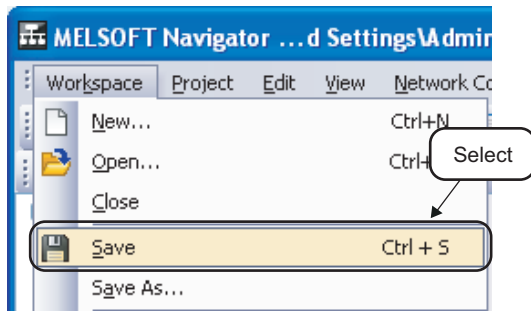 MELSOFT Navigator ...d Settings\Admir
Workspace Project Edit View Network Co
New... Ctrl+N
Open... Ctrl+
Select
Close
Save Ctrl + S
Save As...